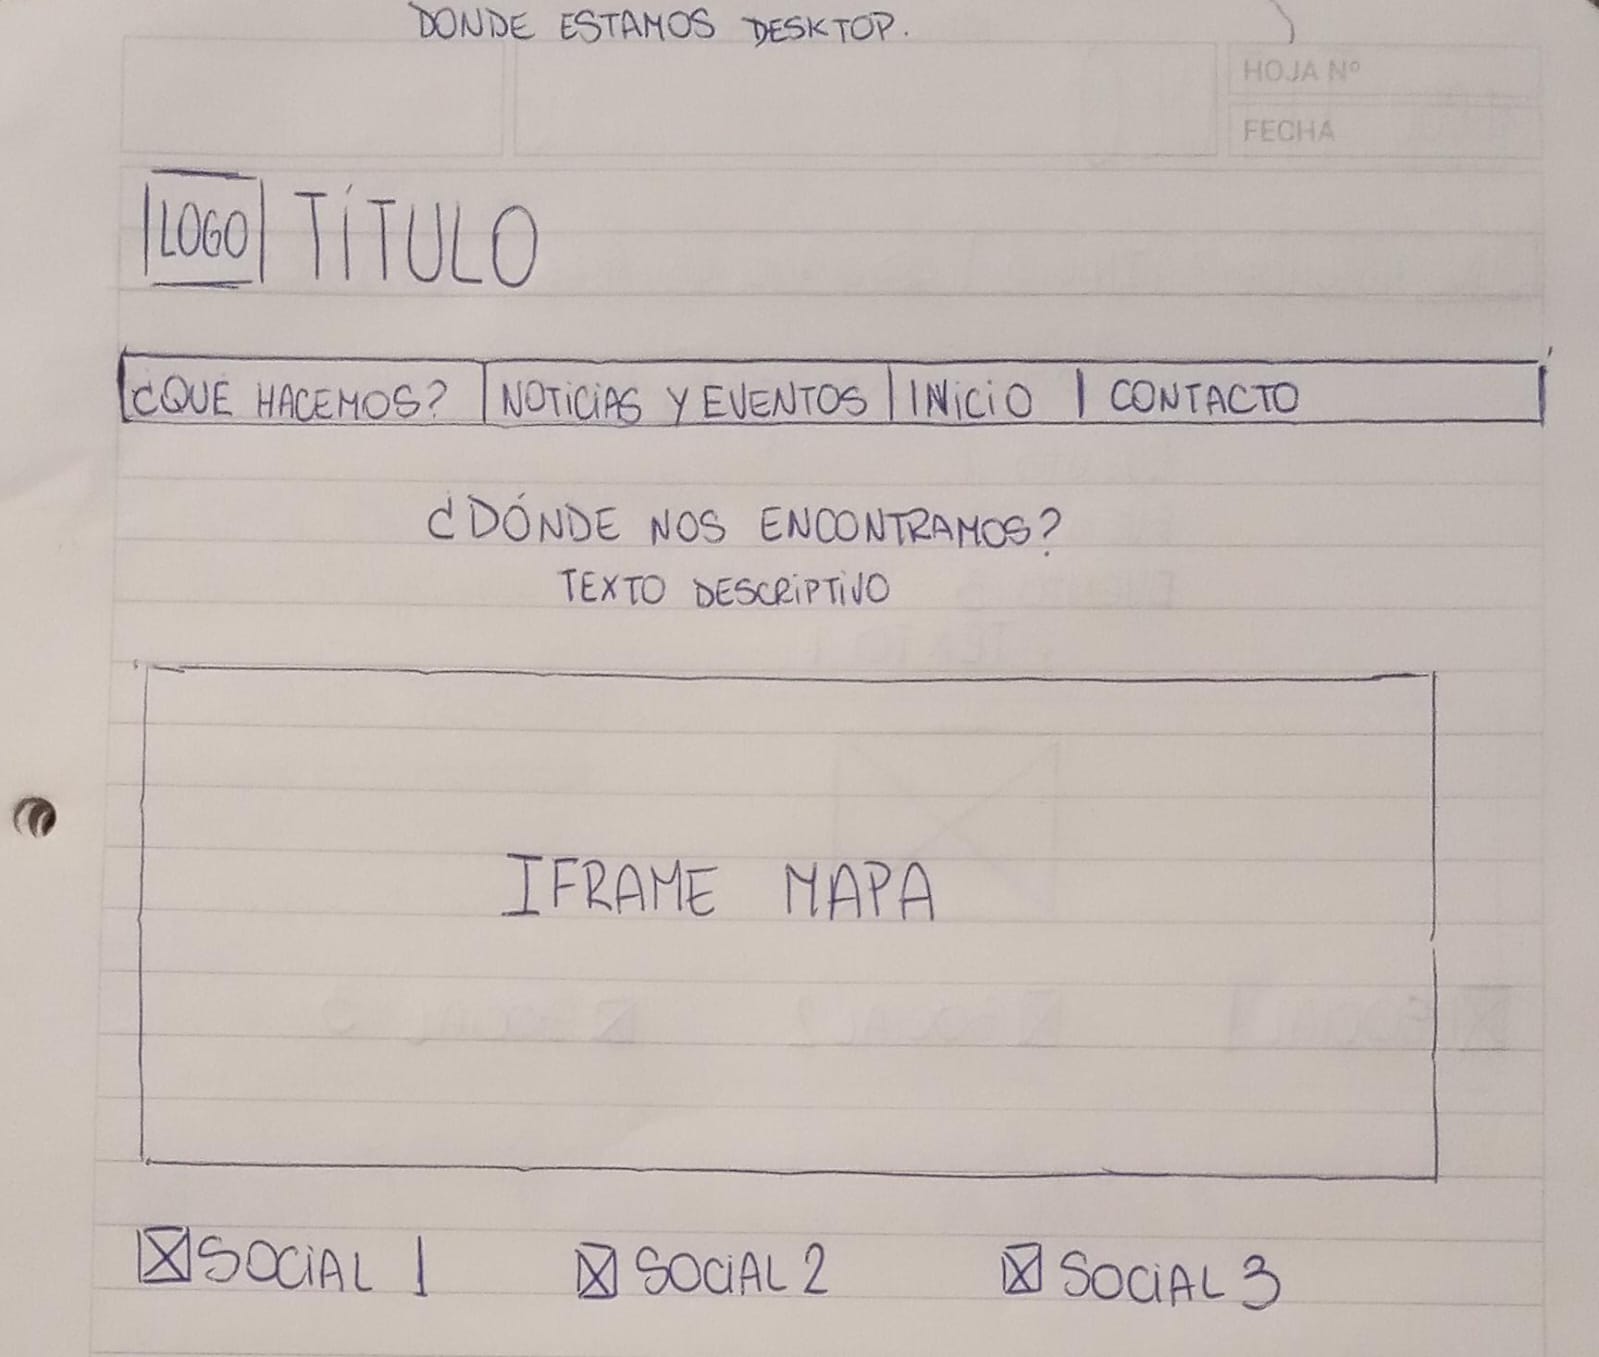 DONDE ESTAMOS DESKTOP.
HOJA Nº
FECHA
LOGO TÍTULO
¿QUE HACEMOS? NOTICIAS Y EVENTOS INICIO CONTACTO
¿DÓNDE NOS ENCONTRAMOS?
TEXTO DESCRIPTIVO
IFRAME MAPA
SOCIAL 1 SOCIAL 2 SOCIAL 3